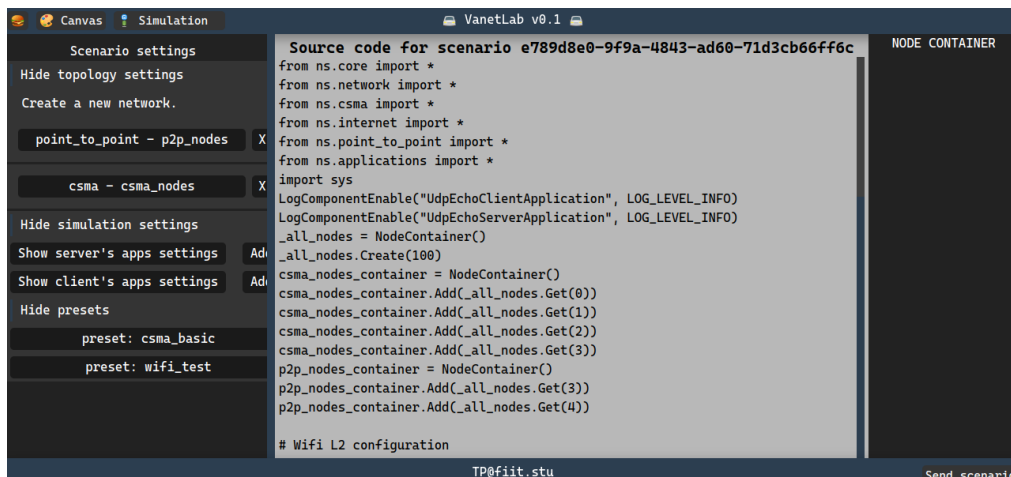 Canvas Simulation
VanetLab v0.1
Scenario settings
Hide topology settings
Create a new network.
point_to_point - p2p_nodes X
csma - csma_nodes X
Hide simulation settings
Show server's apps settings Add
Show client's apps settings Add
Hide presets
preset: csma_basic
preset: wifi_test
Source code for scenario e789d8e0-9f9a-4843-ad60-71d3cb66ff6c
from ns.core import *
from ns.network import *
from ns.csma import *
from ns.internet import *
from ns.point_to_point import *
from ns.applications import *
import sys
LogComponentEnable("UdpEchoClientApplication", LOG_LEVEL_INFO)
LogComponentEnable("UdpEchoServerApplication", LOG_LEVEL_INFO)
_all_nodes = NodeContainer()
_all_nodes.Create(100)
csma_nodes_container = NodeContainer()
csma_nodes_container.Add(_all_nodes.Get(0))
csma_nodes_container.Add(_all_nodes.Get(1))
csma_nodes_container.Add(_all_nodes.Get(2))
csma_nodes_container.Add(_all_nodes.Get(3))
p2p_nodes_container = NodeContainer()
p2p_nodes_container.Add(_all_nodes.Get(3))
p2p_nodes_container.Add(_all_nodes.Get(4))
# Wifi L2 configuration
NODE CONTAINER
TP@fiit.stu
Send scenario